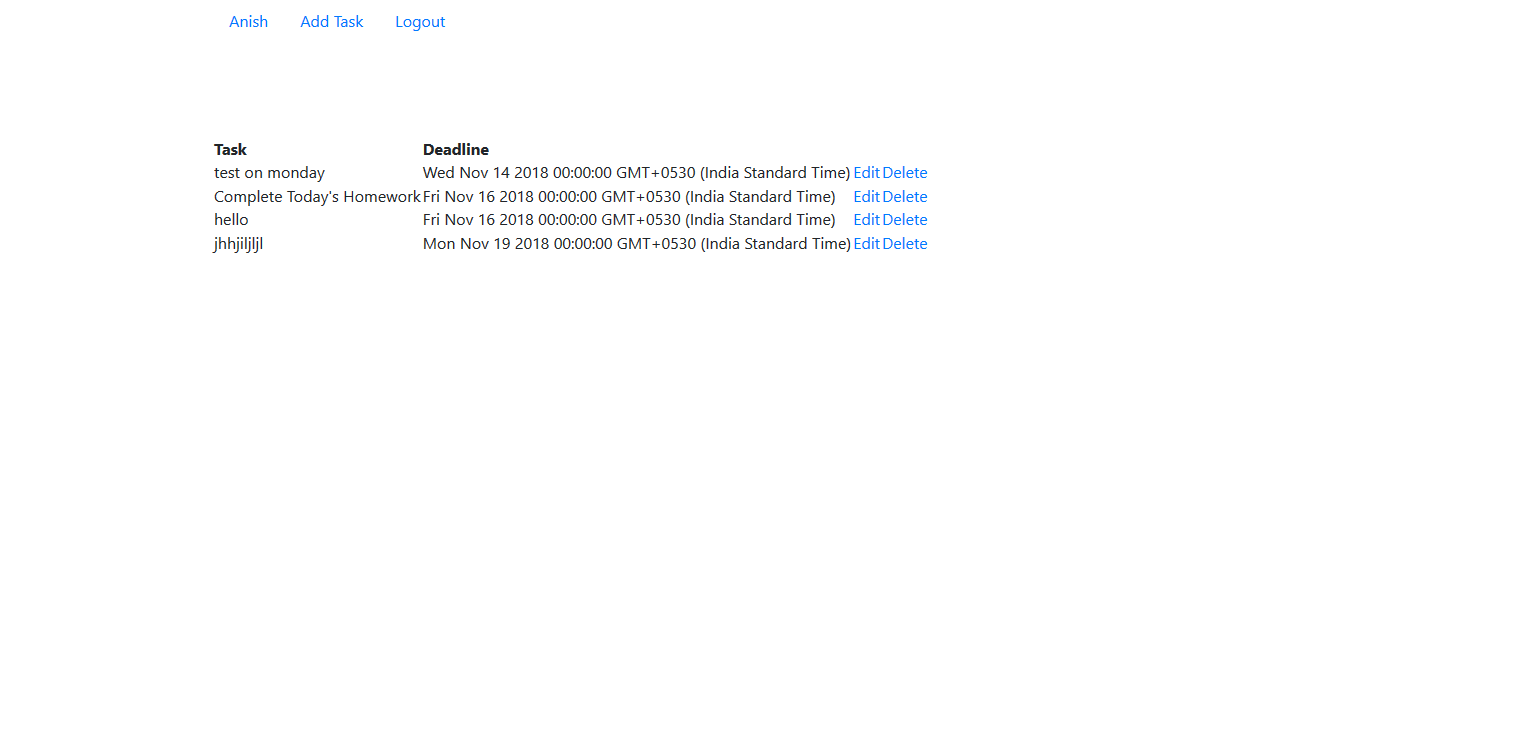 Anish Add Task Logout
Task Deadline
test on monday Wed Nov 14 2018 00:00:00 GMT+0530 (India Standard Time) Edit Delete
Complete Today's Homework Fri Nov 16 2018 00:00:00 GMT+0530 (India Standard Time) Edit Delete
hello Fri Nov 16 2018 00:00:00 GMT+0530 (India Standard Time) Edit Delete
jhhjiljljl Mon Nov 19 2018 00:00:00 GMT+0530 (India Standard Time) Edit Delete